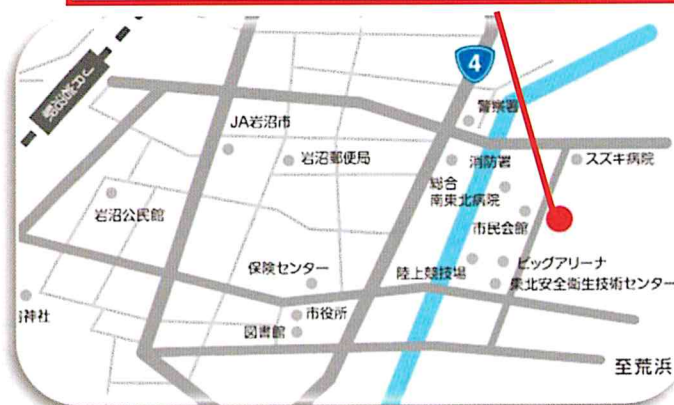 4
警察署
JA岩沼市
岩沼郵便局
消防署
スズキ病院
総合
南東北病院
岩沼公民館
市民会館
保険センター
陸上競技場
ビッグアリーナ
東北安全衛生技術センター
市役所
神社
図書館
至荒浜